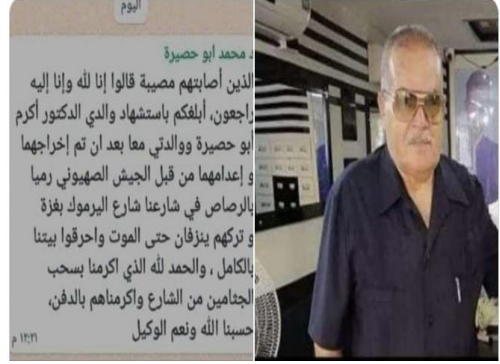 اليوم
د محمد ابو حصيرة
الذين أصابتهم مصيبة قالوا إنا لله وإنا إليه
راجعون، أبلغكم باستشهاد والدي الدكتور أكرم
ابو حصيرة ووالدتي معا بعد ان تم إخراجهما
و إعدامهما من قبل الجيش الصهيوني رميا
بالرصاص في شارعنا شارع اليرموك بغزة
و تركهم ينزفان حتى الموت واحرقوا بيتنا
بالكامل ، والحمد لله الذي اكرمنا بسحب
الجثامين من الشارع واكرمناهم بالدفن،
حسبنا الله ونعم الوكيل
١٢:٢١ م